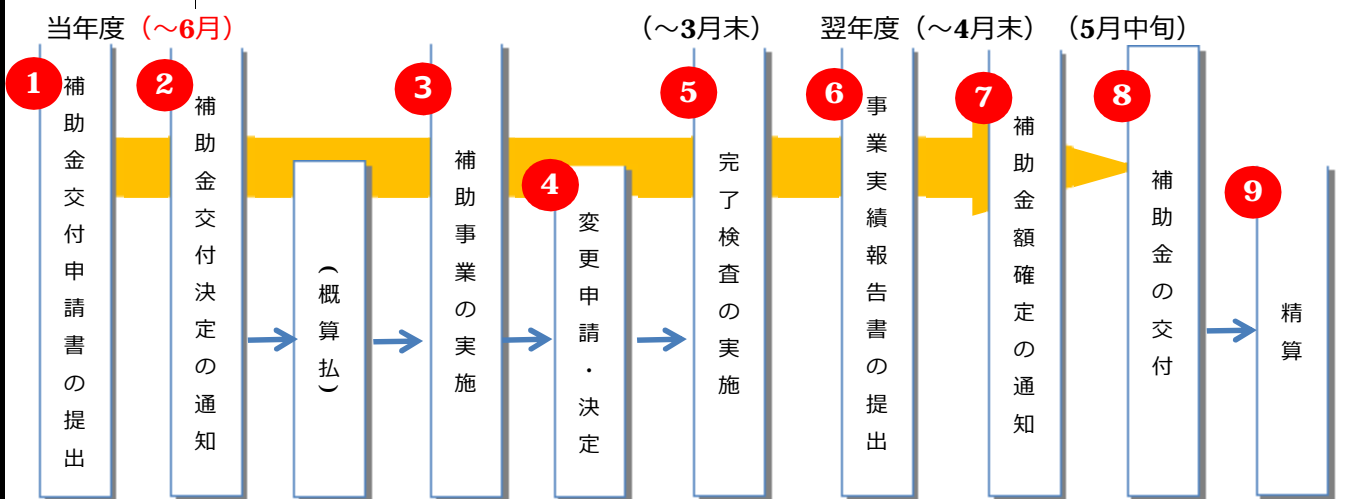 当年度（～6月）
（～3月末）
翌年度（～4月末）
（5月中旬）
1
補助金交付申請書の提出
2
補助金交付決定の通知
（概算払）
3
補助事業の実施
4
変更申請・決定
5
完了検査の実施
6
事業実績報告書の提出
7
補助金額確定の通知
8
補助金の交付
9
精算